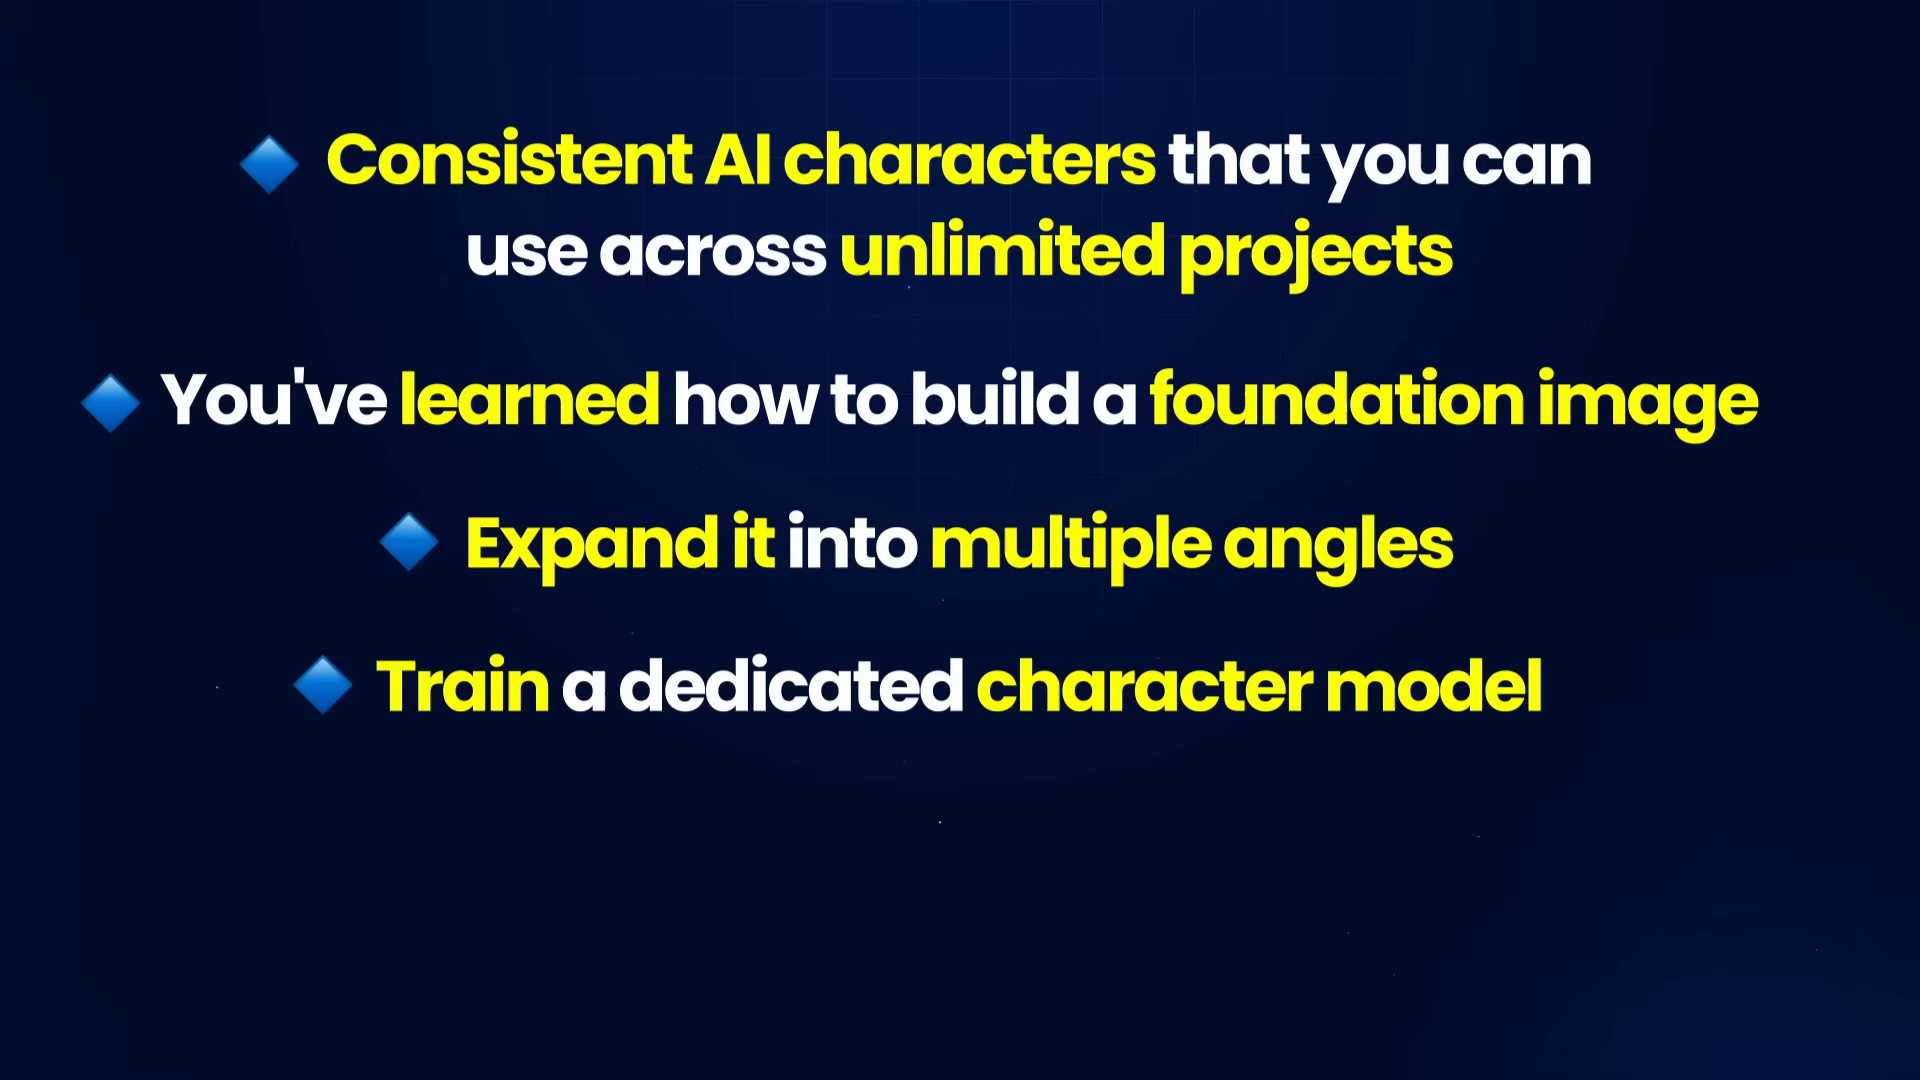 🔷 Consistent AI characters that you can
use across unlimited projects
🔷 You've learned how to build a foundation image
🔷 Expand it into multiple angles
🔷 Train a dedicated character model